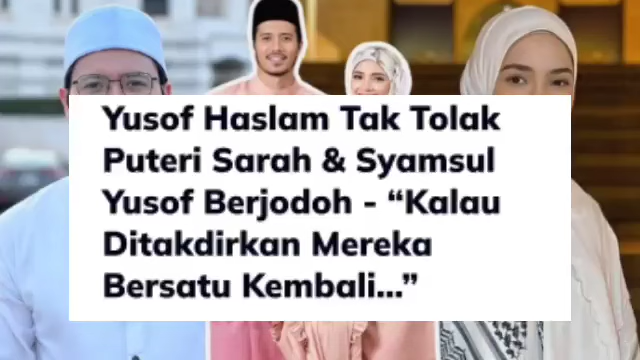 Yusof Haslam Tak Tolak
Puteri Sarah & Syamsul
Yusof Berjodoh - “Kalau
Ditakdirkan Mereka
Bersatu Kembali...”